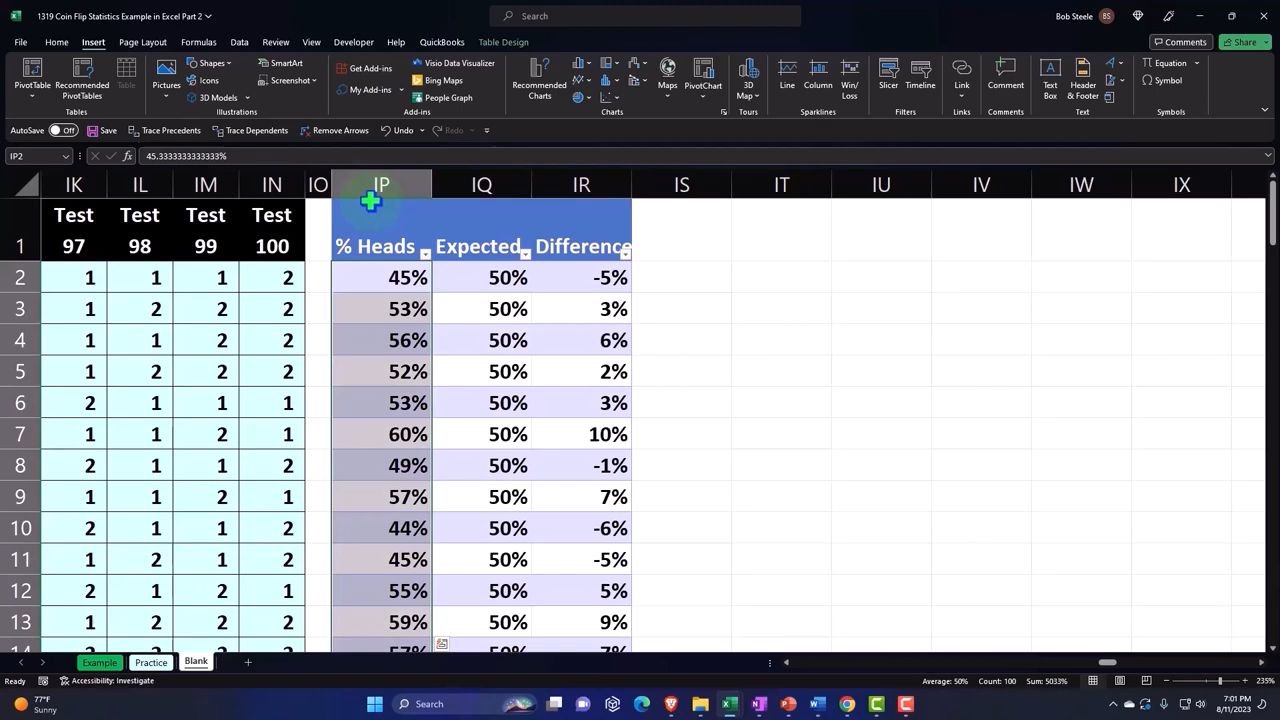 1319 Coin Flip Statistics Example in Excel Part 2
Search
Bob Steele BS
File Home Insert Page Layout Formulas Data Review View Developer Help QuickBooks Table Design
Comments Share
PivotTable Recommended PivotTables Table
Tables
Pictures Shapes Icons 3D Models SmartArt Screenshot
Illustrations
Get Add-ins My Add-ins Visio Data Visualizer Bing Maps People Graph
Add-ins
Recommended Charts Maps PivotChart
Charts
3D Map
Tours
Line Column Win/Loss
Sparklines
Slicer Timeline
Filters
Link
Links
Comment
Comments
Text Box Header & Footer
Text
Equation Symbol
Symbols
AutoSave Off Save Trace Precedents Trace Dependents Remove Arrows Undo Redo
IP2 fx 45.3333333333333%
IK IL IM IN IO IP IQ IR IS IT IU IV IW IX
Test Test Test Test
1 97 98 99 100 % Heads Expected Difference
2 1 1 1 2 45% 50% -5%
3 1 2 2 2 53% 50% 3%
4 1 1 2 2 56% 50% 6%
5 1 2 2 2 52% 50% 2%
6 2 1 1 1 53% 50% 3%
7 1 1 2 1 60% 50% 10%
8 2 1 1 2 49% 50% -1%
9 1 1 2 1 57% 50% 7%
10 2 1 1 2 44% 50% -6%
11 1 2 1 2 45% 50% -5%
12 2 1 2 1 55% 50% 5%
13 1 2 2 2 59% 50% 9%
14 2 2 2 2 57% 50% 7%
Example Practice Blank
Ready Accessibility: Investigate Average: 50% Count: 100 Sum: 5033% 235%
77°F
Sunny
Search
7:01 PM
8/11/2023